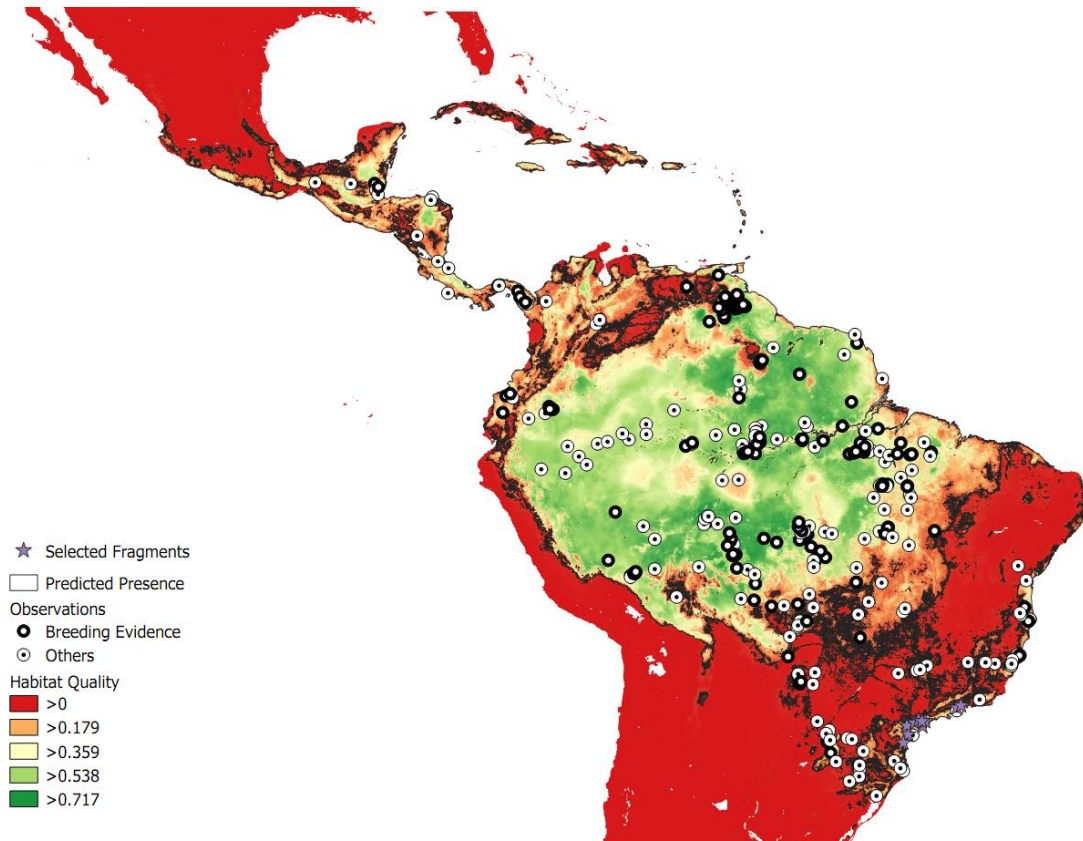 Selected Fragments
Predicted Presence
Observations
Breeding Evidence
Others
Habitat Quality
>0
>0.179
>0.359
>0.538
>0.717